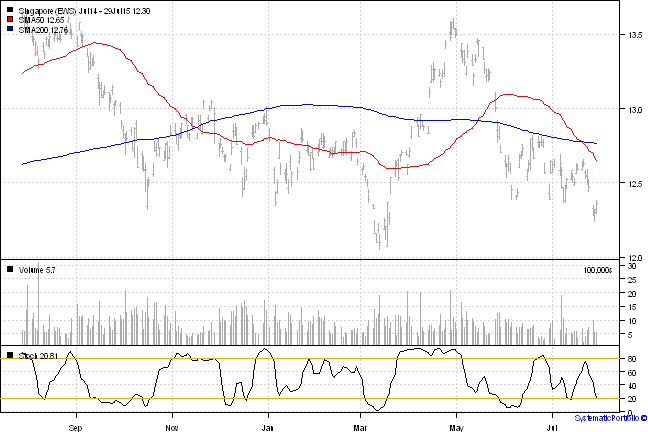 Singapore (EWS) Jul14 - 29Jul15 12.36
SMA50 12.65
SMA200 12.76
13.5
13.0
12.5
12.0
Volume 5.7
100,000s
30
25
20
15
10
5
Stoch 20.81
80
60
40
20
0
Sep Nov Jan Mar May Jul
SystematicPortfolio ©